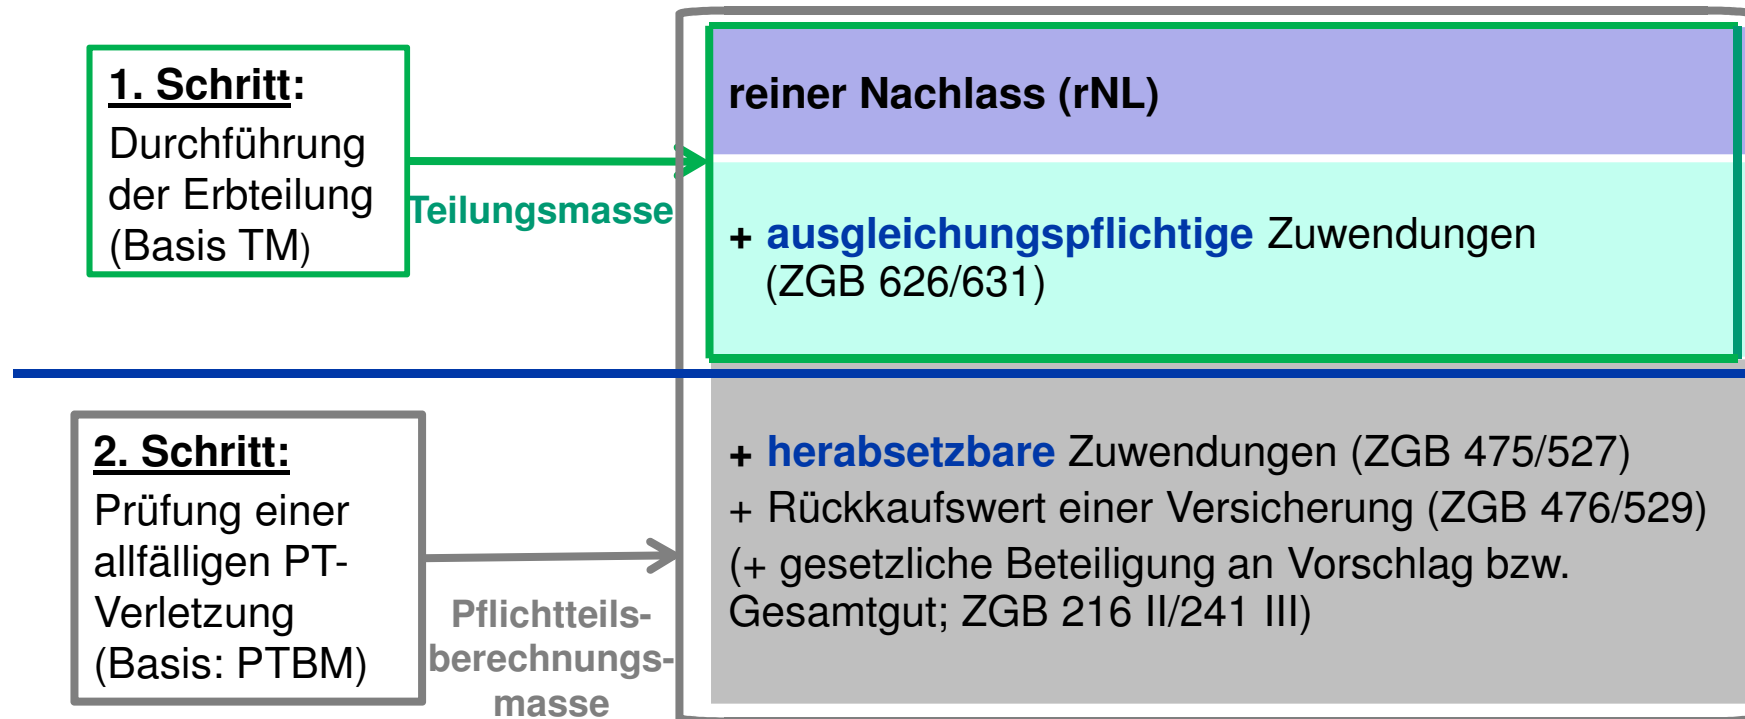 1. Schritt:
Durchführung
der Erbteilung
(Basis TM)
Teilungsmasse
reiner Nachlass (rNL)
+ ausgleichungspflichtige Zuwendungen
(ZGB 626/631)
2. Schritt:
Prüfung einer
allfälligen PT-
Verletzung
(Basis: PTBM)
Pflichtteils-
berechnungs-
masse
+ herabsetzbare Zuwendungen (ZGB 475/527)
+ Rückkaufswert einer Versicherung (ZGB 476/529)
(+ gesetzliche Beteiligung an Vorschlag bzw.
Gesamtgut; ZGB 216 II/241 III)